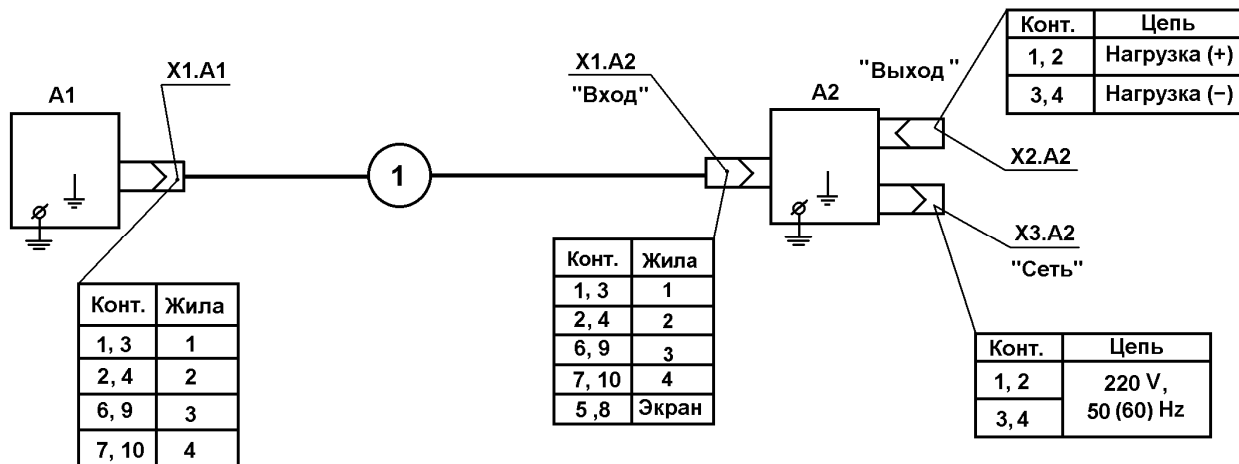 Конт. Цепь
1, 2 Нагрузка (+)
3, 4 Нагрузка (−)
X1.A1
X1.A2
"Вход"
"Выход"
A1
A2
1
X2.A2
X3.A2
"Сеть"
Конт. Жила
1, 3 1
2, 4 2
6, 9 3
7, 10 4
Конт. Жила
1, 3 1
2, 4 2
6, 9 3
7, 10 4
5 ,8 Экран
Конт. Цепь
1, 2 220 V,
3, 4 50 (60) Hz